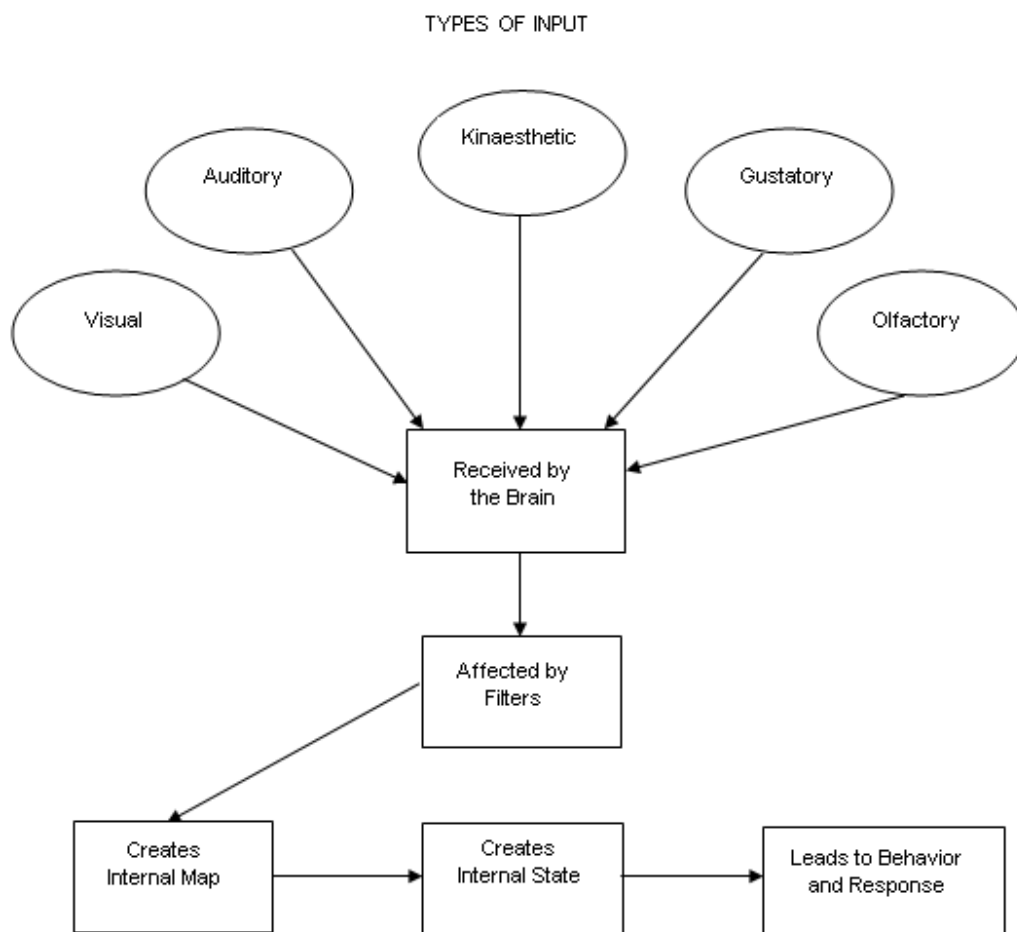 TYPES OF INPUT
Kinaesthetic
Auditory
Gustatory
Visual
Olfactory
Received by
the Brain
Affected by
Filters
Creates
Internal Map
Creates
Internal State
Leads to Behavior
and Response